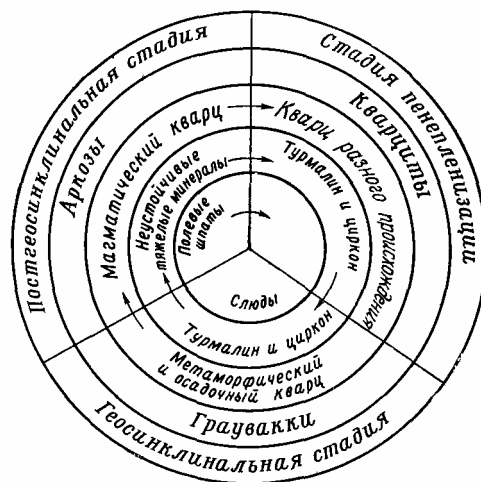 Постгеосинклинальная стадия
Стадия пенепленизации
Геосинклинальная стадия
Аркозы
Кварциты
Граувакки
Магматический кварц
Кварц разного происхождения
Метаморфический
и осадочный кварц
Неустойчивые
тяжелые минералы
Турмалин и циркон
Турмалин и циркон
Полевые
шпаты
Слюды